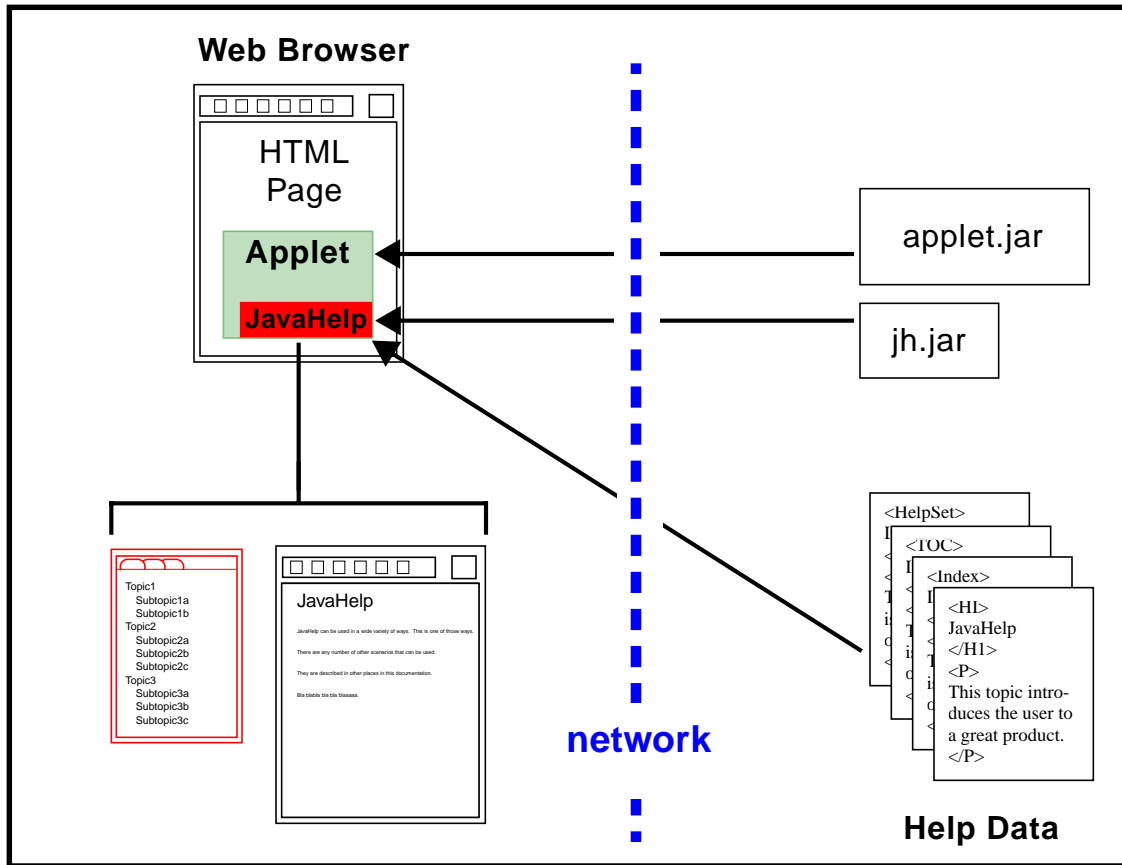 Web Browser
HTML
Page
Applet
JavaHelp
applet.jar
jh.jar
Topic1
Subtopic1a
Subtopic1b
Topic2
Subtopic2a
Subtopic2b
Subtopic2c
Topic3
Subtopic3a
Subtopic3b
Subtopic3c
JavaHelp
JavaHelp can be used in a wide variety of ways. This is one of those ways.
There are any number of other scenarios that can be used.
They are described in other places in this documentation.
Bla blabla bla bla blaaaaa.
network
<HelpSet>
<TOC>
<Index>
<HI>
JavaHelp
</H1>
<P>
This topic intro-
duces the user to
a great product.
</P>
Help Data